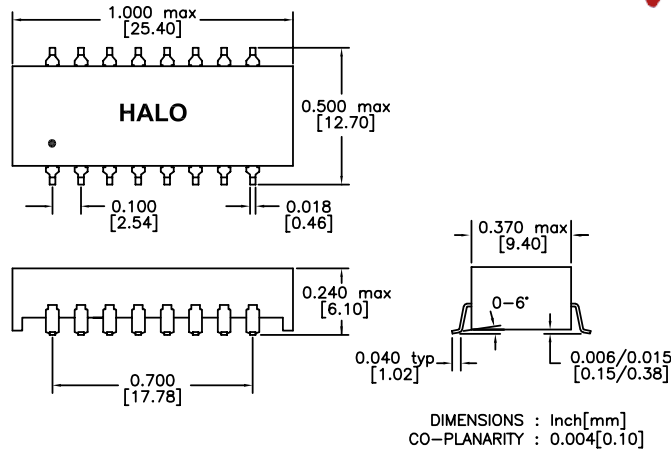 1.000 max
[25.40]
HALO
0.500 max
[12.70]
0.100
[2.54]
0.018
[0.46]
0.370 max
[9.40]
0.240 max
[6.10]
0-6°
0.040 typ
[1.02]
0.006/0.015
[0.15/0.38]
0.700
[17.78]
DIMENSIONS : Inch[mm]
CO-PLANARITY : 0.004[0.10]